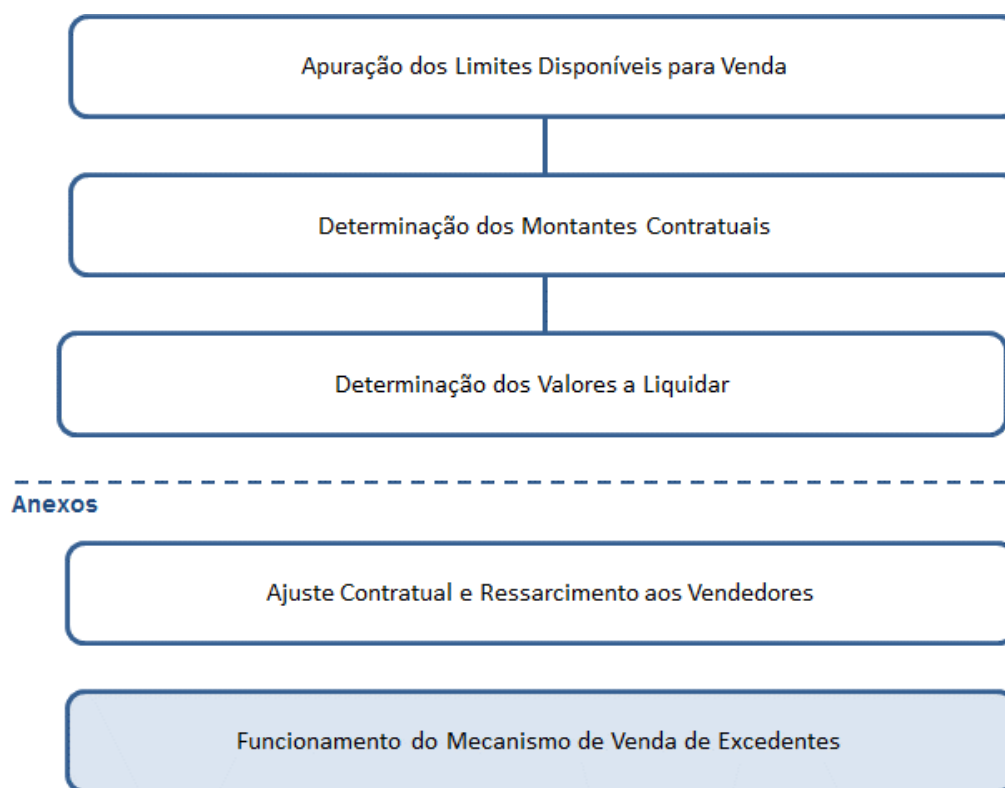 Apuração dos Limites Disponíveis para Venda
Determinação dos Montantes Contratuais
Determinação dos Valores a Liquidar
Anexos
Ajuste Contratual e Ressarcimento aos Vendedores
Funcionamento do Mecanismo de Venda de Excedentes